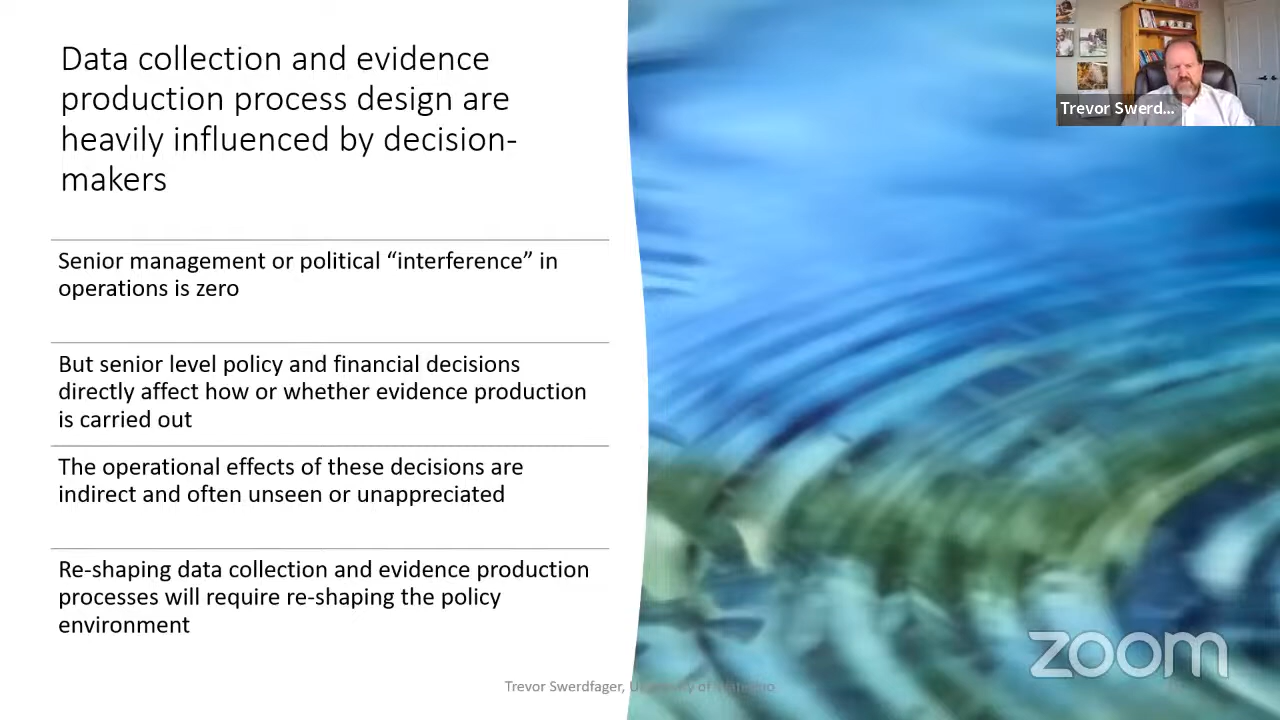 Data collection and evidence
production process design are
heavily influenced by decision-
makers
Senior management or political “interference” in
operations is zero
But senior level policy and financial decisions
directly affect how or whether evidence production
is carried out
The operational effects of these decisions are
indirect and often unseen or unappreciated
Re-shaping data collection and evidence production
processes will require re-shaping the policy
environment
Trevor Swerd...
zoom
Trevor Swerdfager, of